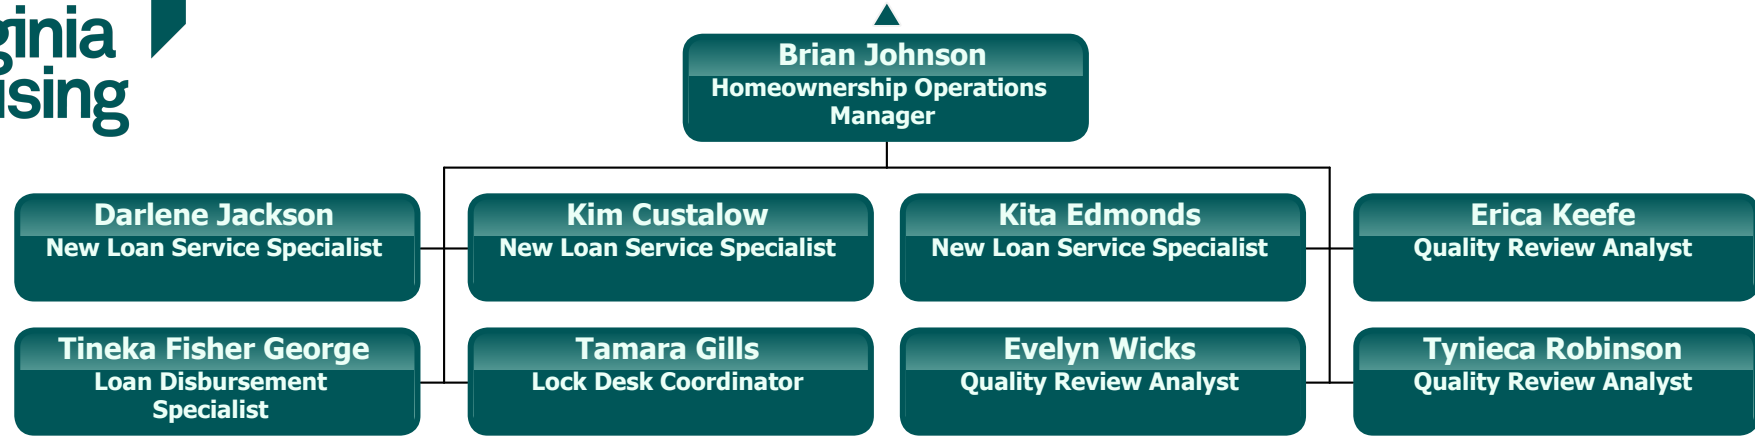 ginia
using
Brian Johnson
Homeownership Operations
Manager
Darlene Jackson
New Loan Service Specialist
Kim Custalow
New Loan Service Specialist
Kita Edmonds
New Loan Service Specialist
Erica Keefe
Quality Review Analyst
Tineka Fisher George
Loan Disbursement
Specialist
Tamara Gills
Lock Desk Coordinator
Evelyn Wicks
Quality Review Analyst
Tynieca Robinson
Quality Review Analyst